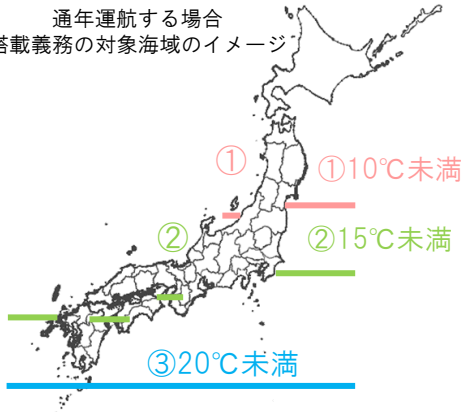 通年運航する場合
搭載義務の対象海域のイメージ
①
①10℃未満
②
②15℃未満
③20℃未満